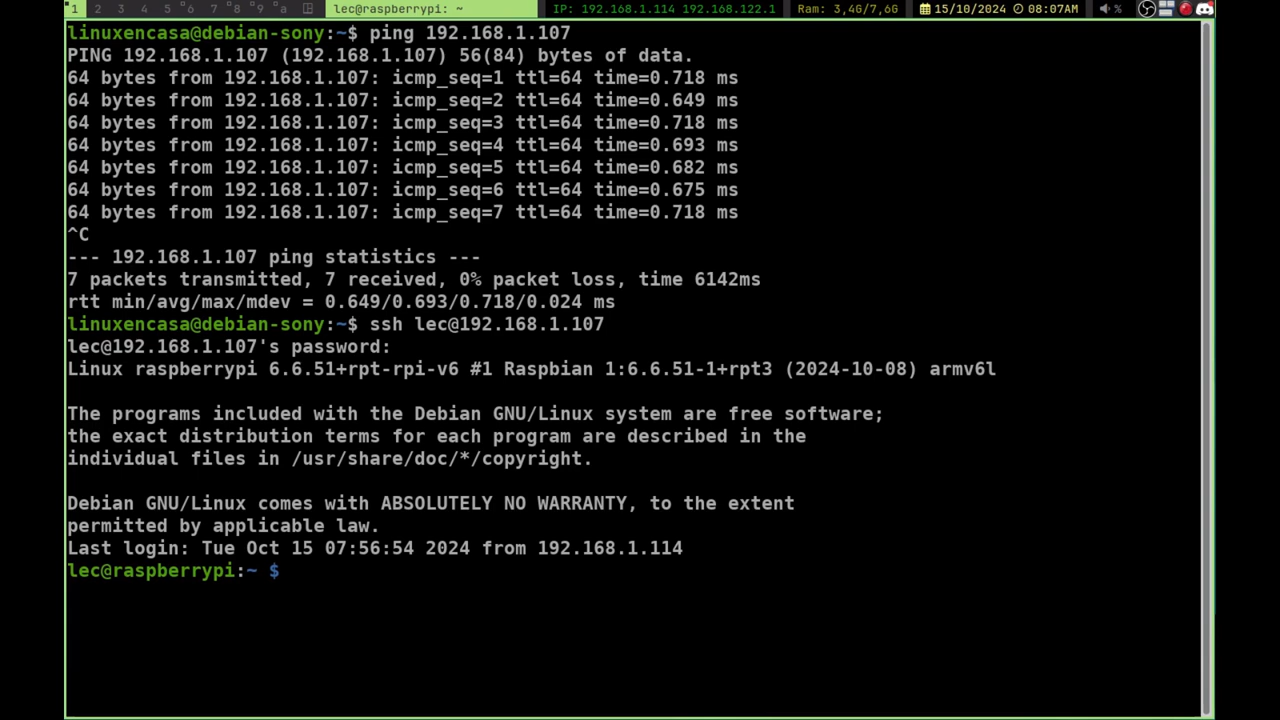 1 2 3 4 5 6 7 8 9 a lec@raspberrypi: ~ IP: 192.168.1.114 192.168.122.1 Ram: 3,4G/7,6G 15/10/2024 08:07AM %
linuxencasa@debian-sony:~$ ping 192.168.1.107
PING 192.168.1.107 (192.168.1.107) 56(84) bytes of data.
64 bytes from 192.168.1.107: icmp_seq=1 ttl=64 time=0.718 ms
64 bytes from 192.168.1.107: icmp_seq=2 ttl=64 time=0.649 ms
64 bytes from 192.168.1.107: icmp_seq=3 ttl=64 time=0.718 ms
64 bytes from 192.168.1.107: icmp_seq=4 ttl=64 time=0.693 ms
64 bytes from 192.168.1.107: icmp_seq=5 ttl=64 time=0.682 ms
64 bytes from 192.168.1.107: icmp_seq=6 ttl=64 time=0.675 ms
64 bytes from 192.168.1.107: icmp_seq=7 ttl=64 time=0.718 ms
^C
--- 192.168.1.107 ping statistics ---
7 packets transmitted, 7 received, 0% packet loss, time 6142ms
rtt min/avg/max/mdev = 0.649/0.693/0.718/0.024 ms
linuxencasa@debian-sony:~$ ssh lec@192.168.1.107
lec@192.168.1.107's password:
Linux raspberrypi 6.6.51+rpt-rpi-v6 #1 Raspbian 1:6.6.51-1+rpt3 (2024-10-08) armv6l
The programs included with the Debian GNU/Linux system are free software;
the exact distribution terms for each program are described in the
individual files in /usr/share/doc/*/copyright.
Debian GNU/Linux comes with ABSOLUTELY NO WARRANTY, to the extent
permitted by applicable law.
Last login: Tue Oct 15 07:56:54 2024 from 192.168.1.114
lec@raspberrypi:~ $